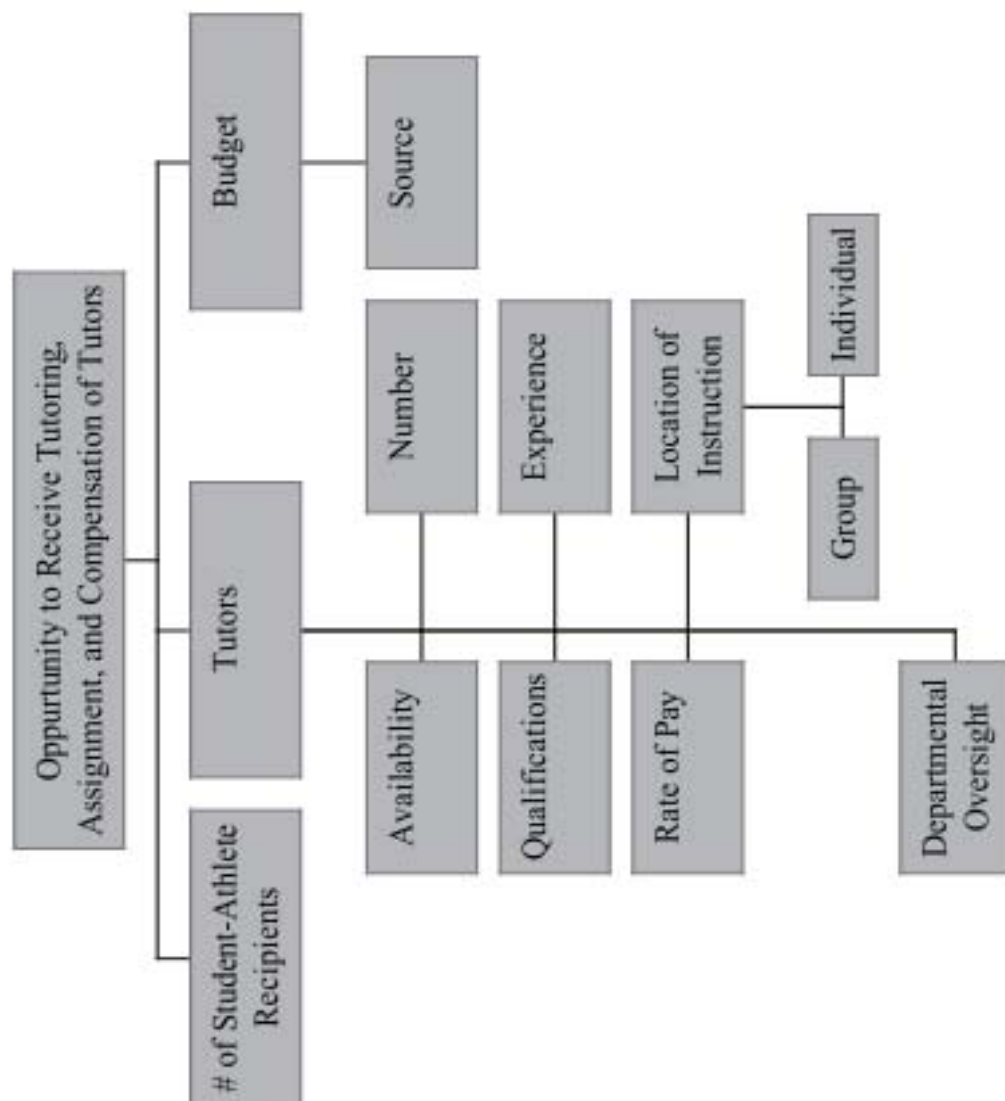 Oppurtunity to Receive Tutoring,
Assignment, and Compensation of Tutors
# of Student-Athlete
Recipients
Tutors
Budget
Availability
Number
Source
Qualifications
Experience
Rate of Pay
Location of
Instruction
Group
Individual
Departmental
Oversight